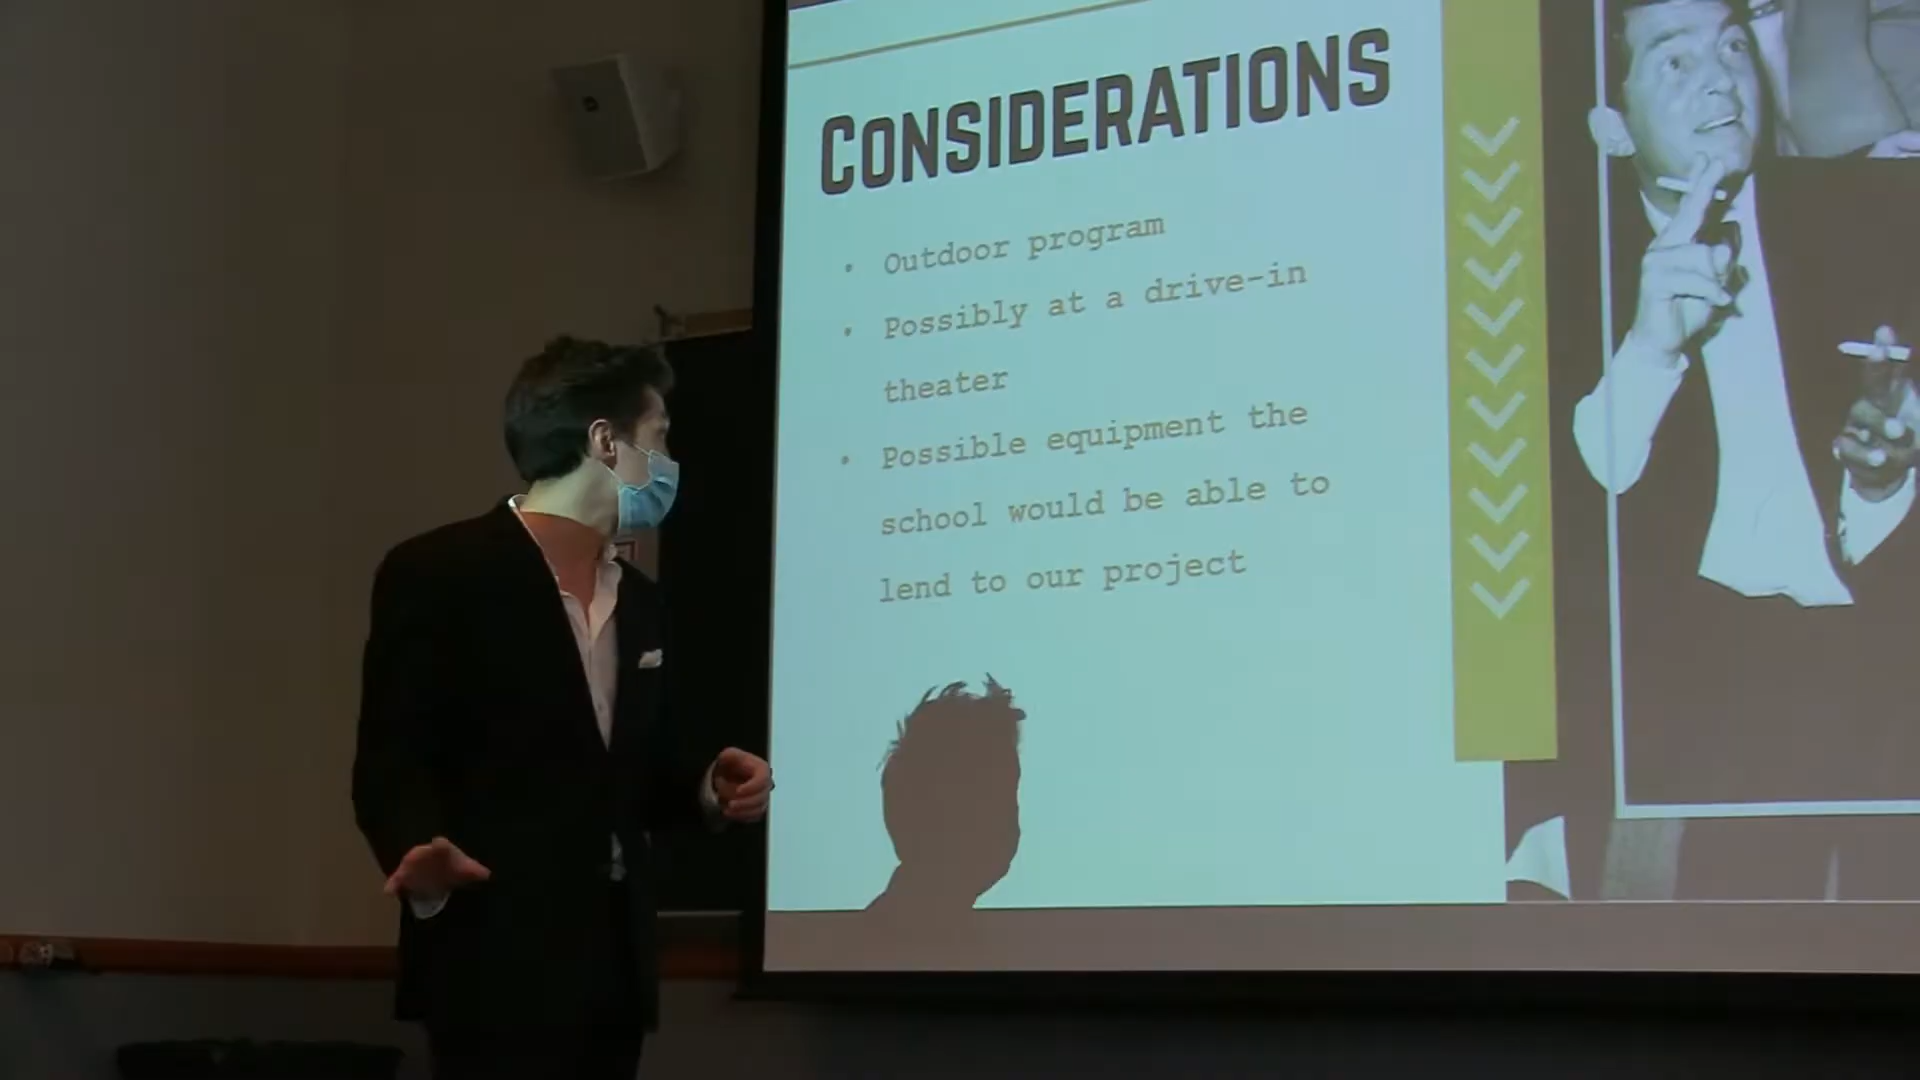 CONSIDERATIONS
• Outdoor program
• Possibly at a drive-in
theater
• Possible equipment the
school would be able to
lend to our project